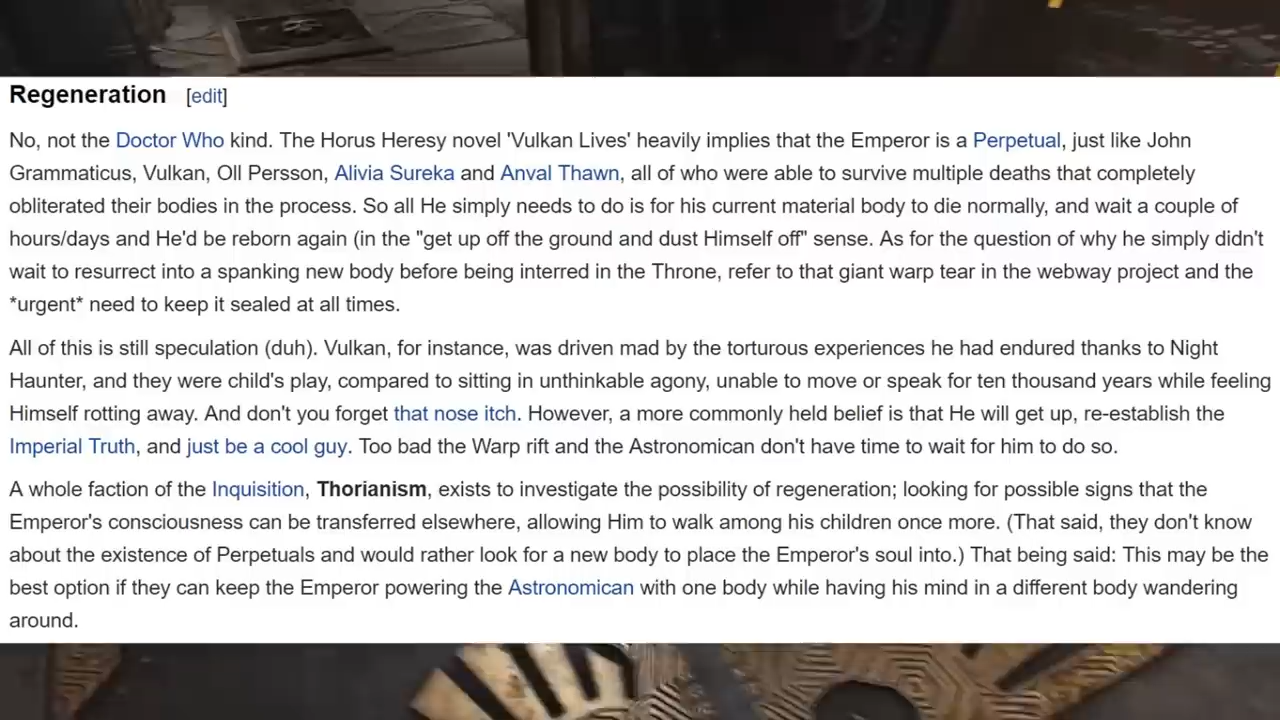 Regeneration [edit]
No, not the Doctor Who kind. The Horus Heresy novel 'Vulkan Lives' heavily implies that the Emperor is a Perpetual, just like John
Grammaticus, Vulkan, Oll Persson, Alivia Sureka and Anval Thawn, all of who were able to survive multiple deaths that completely
obliterated their bodies in the process. So all He simply needs to do is for his current material body to die normally, and wait a couple of
hours/days and He'd be reborn again (in the "get up off the ground and dust Himself off" sense. As for the question of why he simply didn't
wait to resurrect into a spanking new body before being interred in the Throne, refer to that giant warp tear in the webway project and the
*urgent* need to keep it sealed at all times.
All of this is still speculation (duh). Vulkan, for instance, was driven mad by the torturous experiences he had endured thanks to Night
Haunter, and they were child's play, compared to sitting in unthinkable agony, unable to move or speak for ten thousand years while feeling
Himself rotting away. And don't you forget that nose itch. However, a more commonly held belief is that He will get up, re-establish the
Imperial Truth, and just be a cool guy. Too bad the Warp rift and the Astronomican don't have time to wait for him to do so.
A whole faction of the Inquisition, Thorianism, exists to investigate the possibility of regeneration; looking for possible signs that the
Emperor's consciousness can be transferred elsewhere, allowing Him to walk among his children once more. (That said, they don't know
about the existence of Perpetuals and would rather look for a new body to place the Emperor's soul into.) That being said: This may be the
best option if they can keep the Emperor powering the Astronomican with one body while having his mind in a different body wandering
around.